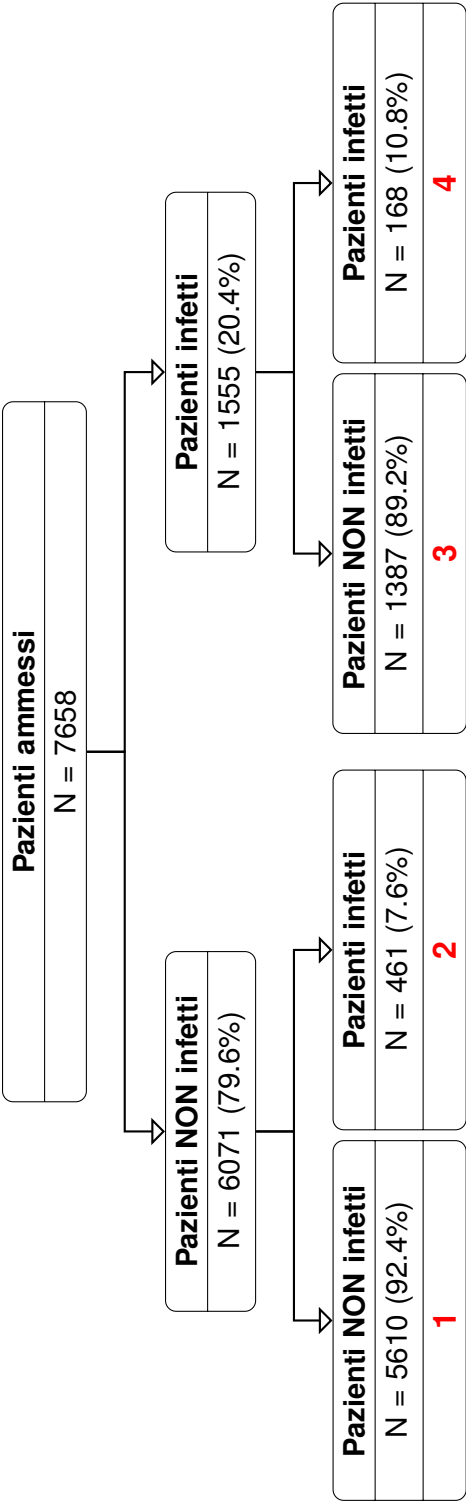 Pazienti ammessi
N = 7658
Pazienti NON infetti
N = 6071 (79.6%)
Pazienti infetti
N = 1555 (20.4%)
Pazienti NON infetti
N = 5610 (92.4%)
1
Pazienti infetti
N = 461 (7.6%)
2
Pazienti NON infetti
N = 1387 (89.2%)
3
Pazienti infetti
N = 168 (10.8%)
4